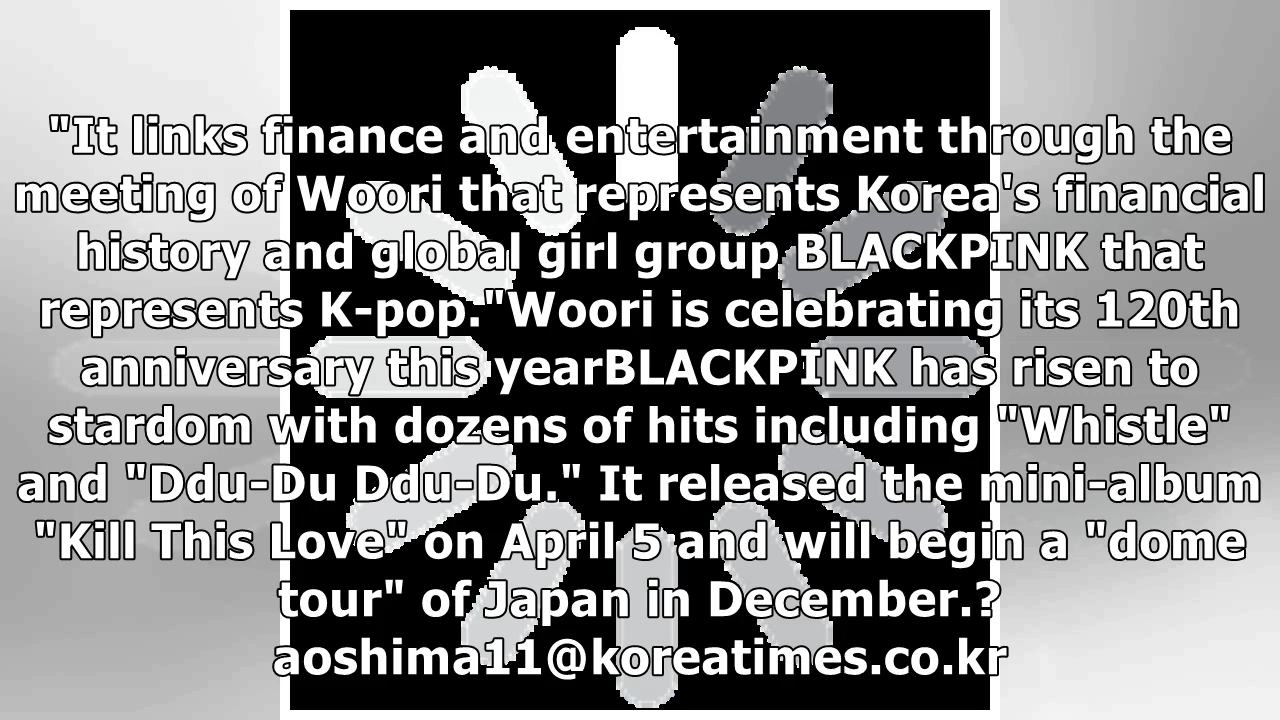 "It links finance and entertainment through the
meeting of Woori that represents Korea's financial
history and global girl group BLACKPINK that
represents K-pop."Woori is celebrating its 120th
anniversary this yearBLACKPINK has risen to
stardom with dozens of hits including "Whistle"
and "Ddu-Du Ddu-Du." It released the mini-album
"Kill This Love" on April 5 and will begin a "dome
tour" of Japan in December.?
aoshima11@koreatimes.co.kr